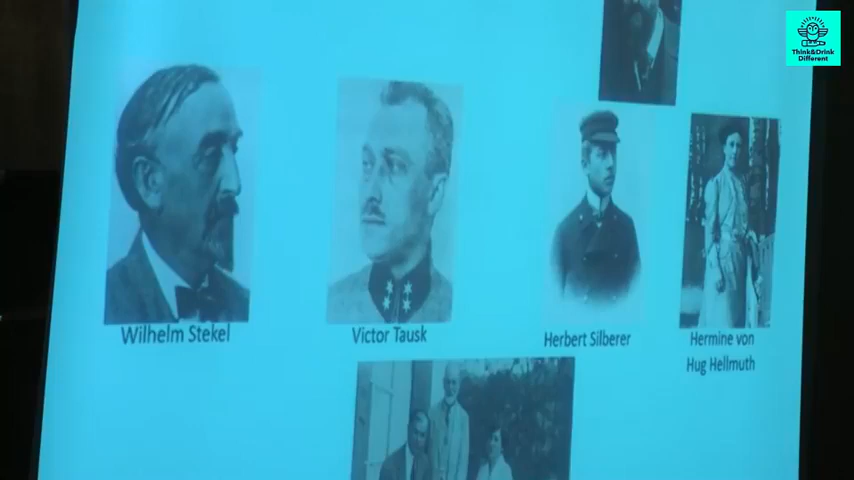 Think&Drink
Different
Wilhelm Stekel
Victor Tausk
Herbert Silberer
Hermine von
Hug Hellmuth